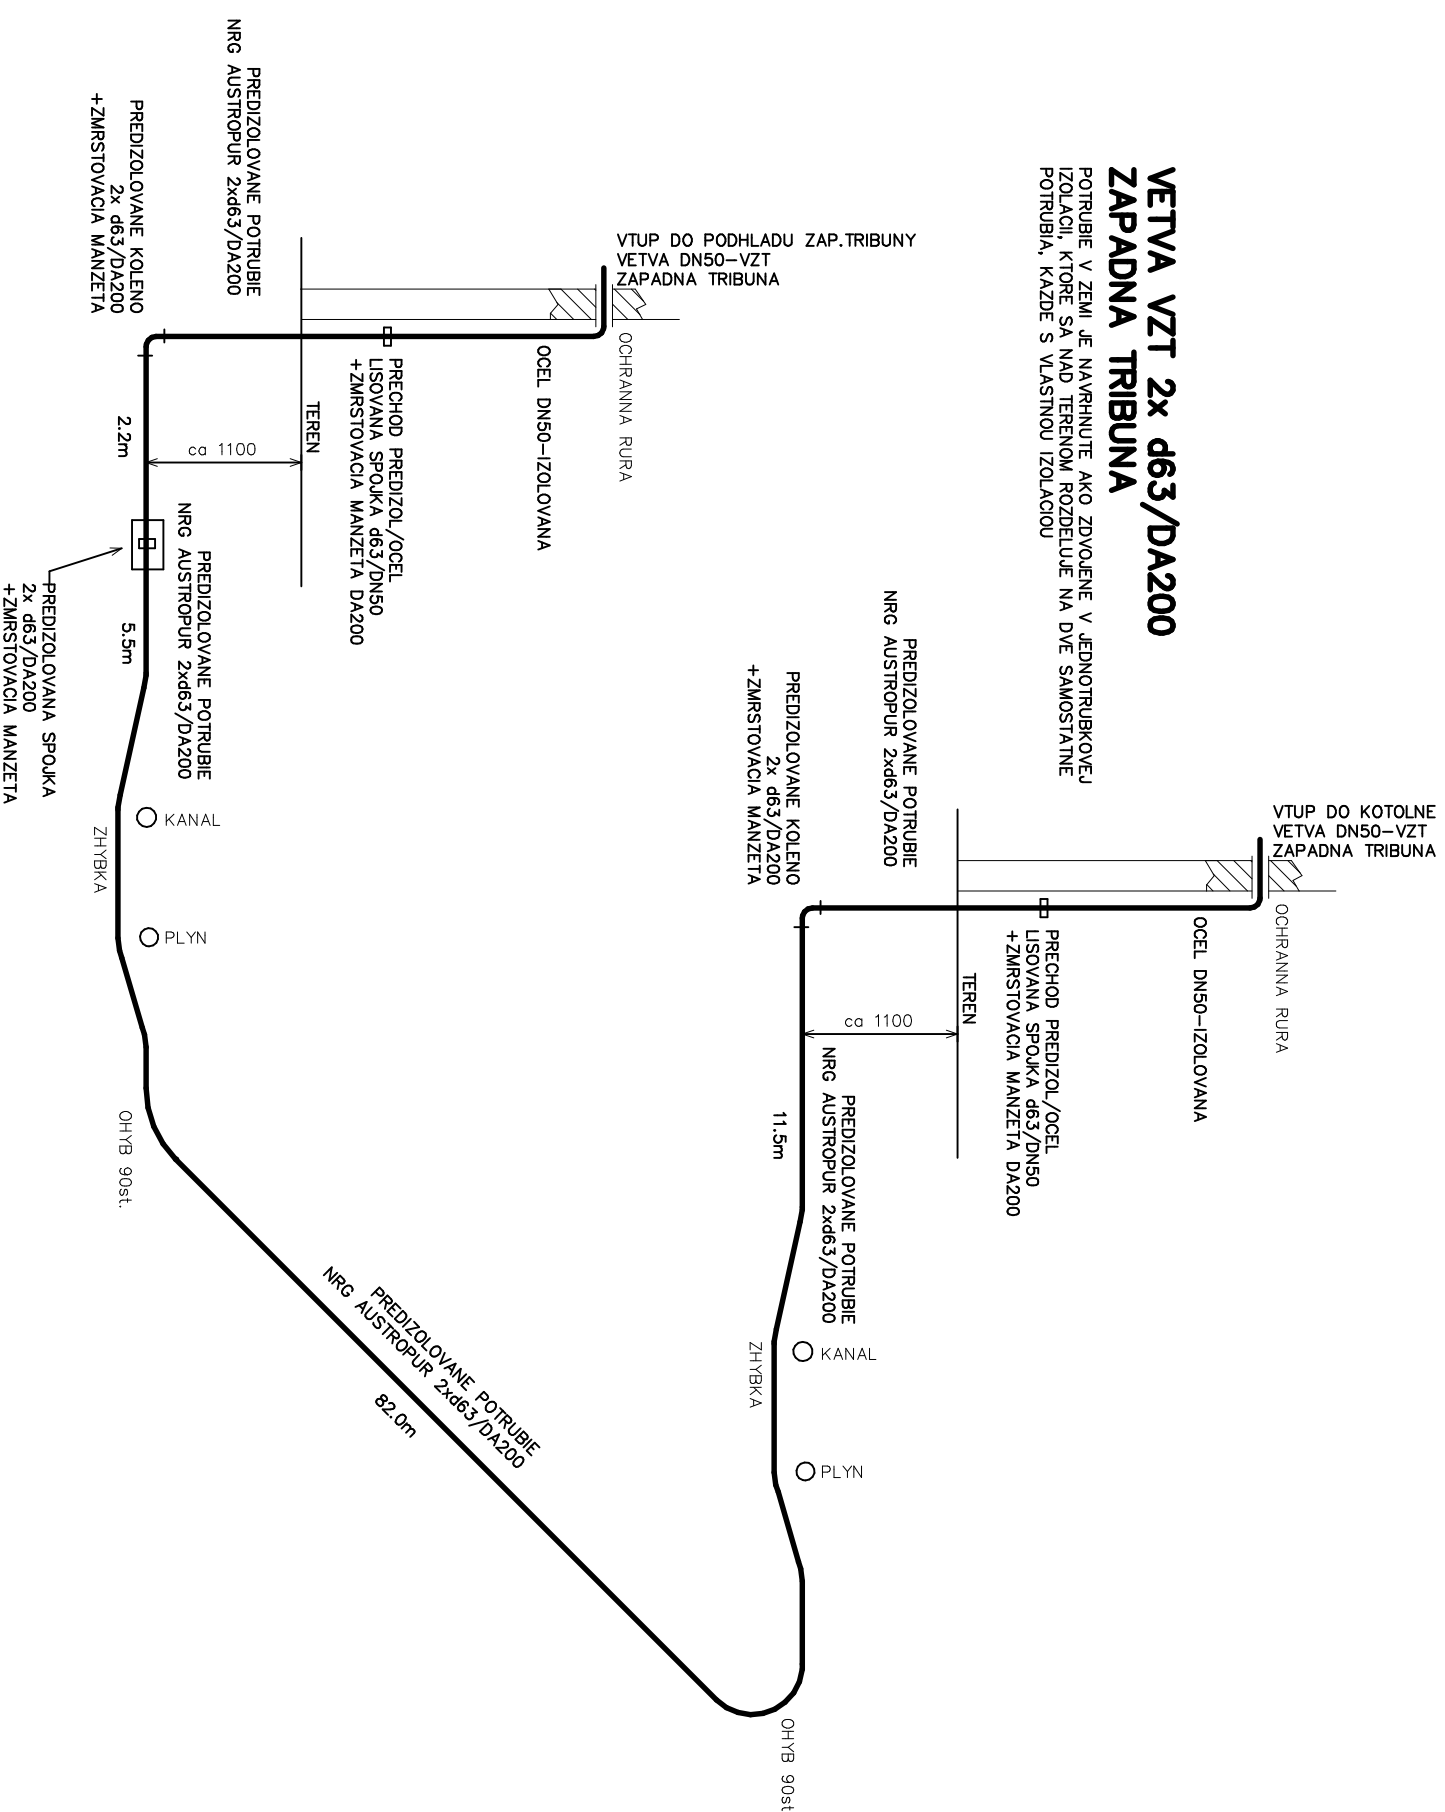 VETVA VZT 2x d63/DA200
ZAPADNA TRIBUNA
POTRUBIE V ZEMI JE NAVRHNUTE AKO ZDVOJENE V JEDNOTRUBKOVEJ
IZOLACII, KTORE SA NAD TERENOM ROZDELUJE NA DVE SAMOSTATNE
POTRUBIA, KAZDE S VLASTNOU IZOLACIOU
VTUP DO KOTOLNE
VETVA DN50-VZT
ZAPADNA TRIBUNA
OCHRANNA RURA
OCEL DN50-IZOLOVANA
PRECHOD PREDIZOL/OCEL
LISOVANA SPOJKA d63/DN50
+ZMRSTOVACIA MANZETA DA200
TEREN
ca 1100
PREDIZOLOVANE POTRUBIE
NRG AUSTROPUR 2xd63/DA200
PREDIZOLOVANE KOLENO
2x d63/DA200
+ZMRSTOVACIA MANZETA
PREDIZOLOVANE POTRUBIE
NRG AUSTROPUR 2xd63/DA200
11.5m
KANAL
ZHYBKA
PLYN
OHYB 90st
VTUP DO PODHLADU ZAP.TRIBUNY
VETVA DN50-VZT
ZAPADNA TRIBUNA
OCHRANNA RURA
OCEL DN50-IZOLOVANA
PRECHOD PREDIZOL/OCEL
LISOVANA SPOJKA d63/DN50
+ZMRSTOVACIA MANZETA DA200
TEREN
ca 1100
PREDIZOLOVANE POTRUBIE
NRG AUSTROPUR 2xd63/DA200
PREDIZOLOVANE KOLENO
2x d63/DA200
+ZMRSTOVACIA MANZETA
2.2m
PREDIZOLOVANE POTRUBIE
NRG AUSTROPUR 2xd63/DA200
5.5m
PREDIZOLOVANA SPOJKA
2x d63/DA200
+ZMRSTOVACIA MANZETA
KANAL
ZHYBKA
PLYN
OHYB 90st.
PREDIZOLOVANE POTRUBIE
NRG AUSTROPUR 2xd63/DA200
82.0m